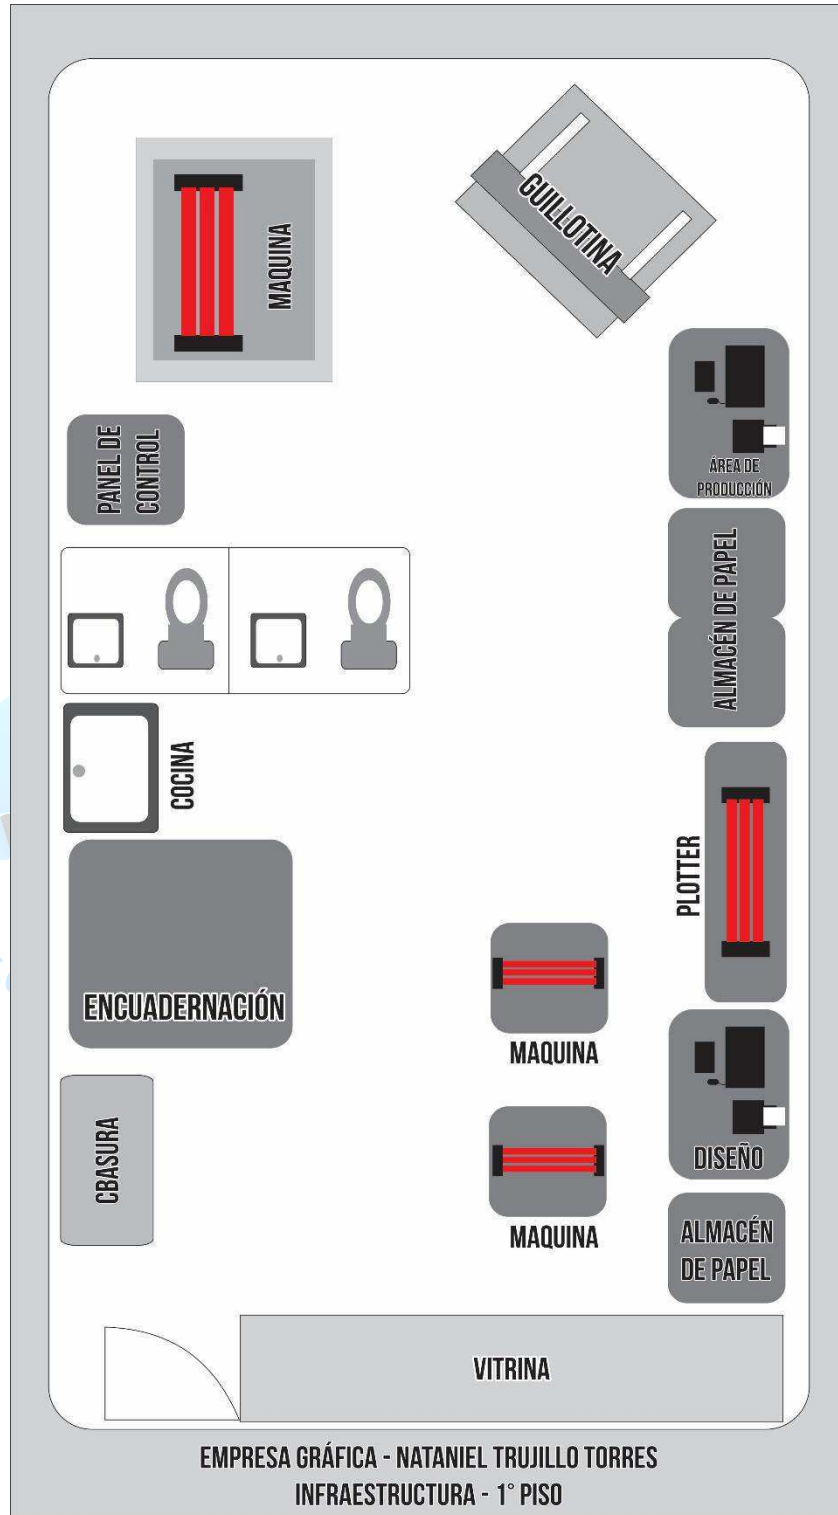 GUILLOTINA
MAQUINA
ÁREA DE
PRODUCCIÓN
PANEL DE
CONTROL
ALMACÉN DE PAPEL
COCINA
PLOTTER
ENCUADERNACIÓN
MAQUINA
CBASURA
DISEÑO
MAQUINA
ALMACÉN
DE PAPEL
VITRINA
EMPRESA GRÁFICA - NATANIEL TRUJILLO TORRES
INFRAESTRUCTURA - 1° PISO